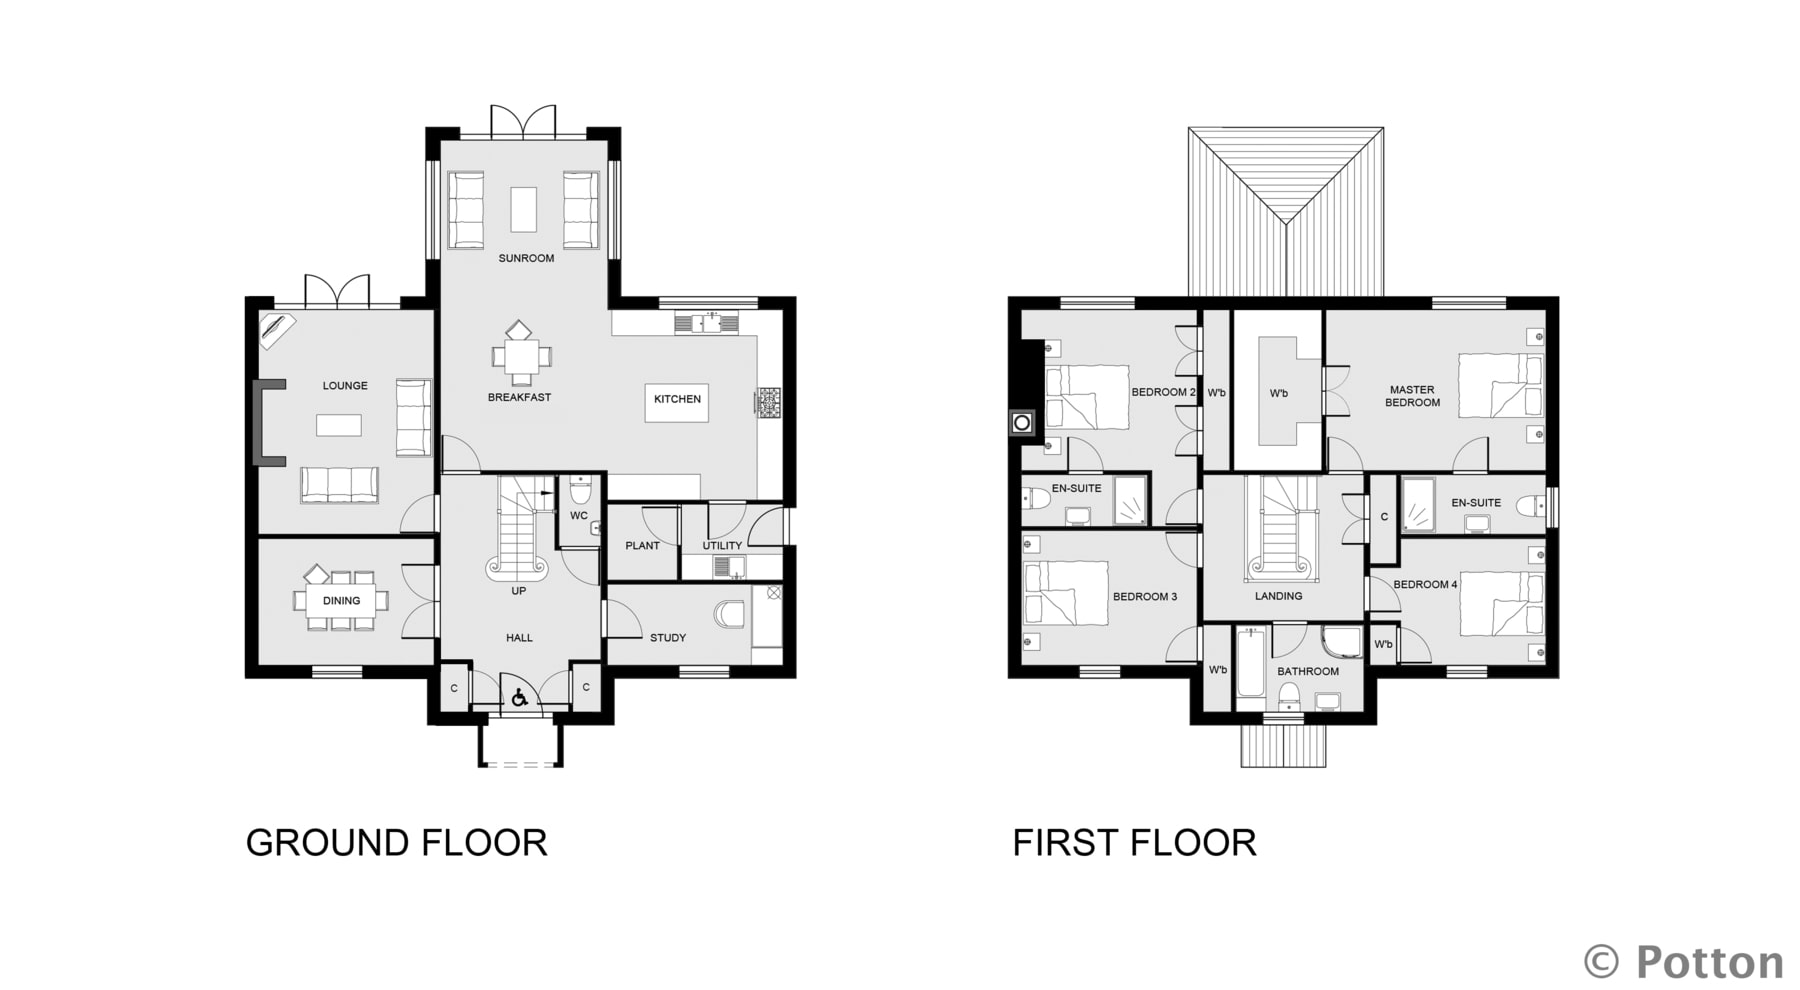 SUNROOM
LOUNGE
BREAKFAST
KITCHEN
WC
PLANT
UTILITY
DINING
UP
HALL
STUDY
C
C
GROUND FLOOR
BEDROOM 2
W'b
W'b
MASTER
BEDROOM
EN-SUITE
EN-SUITE
C
BEDROOM 3
LANDING
BEDROOM 4
W'b
BATHROOM
W'b
FIRST FLOOR
© Potton